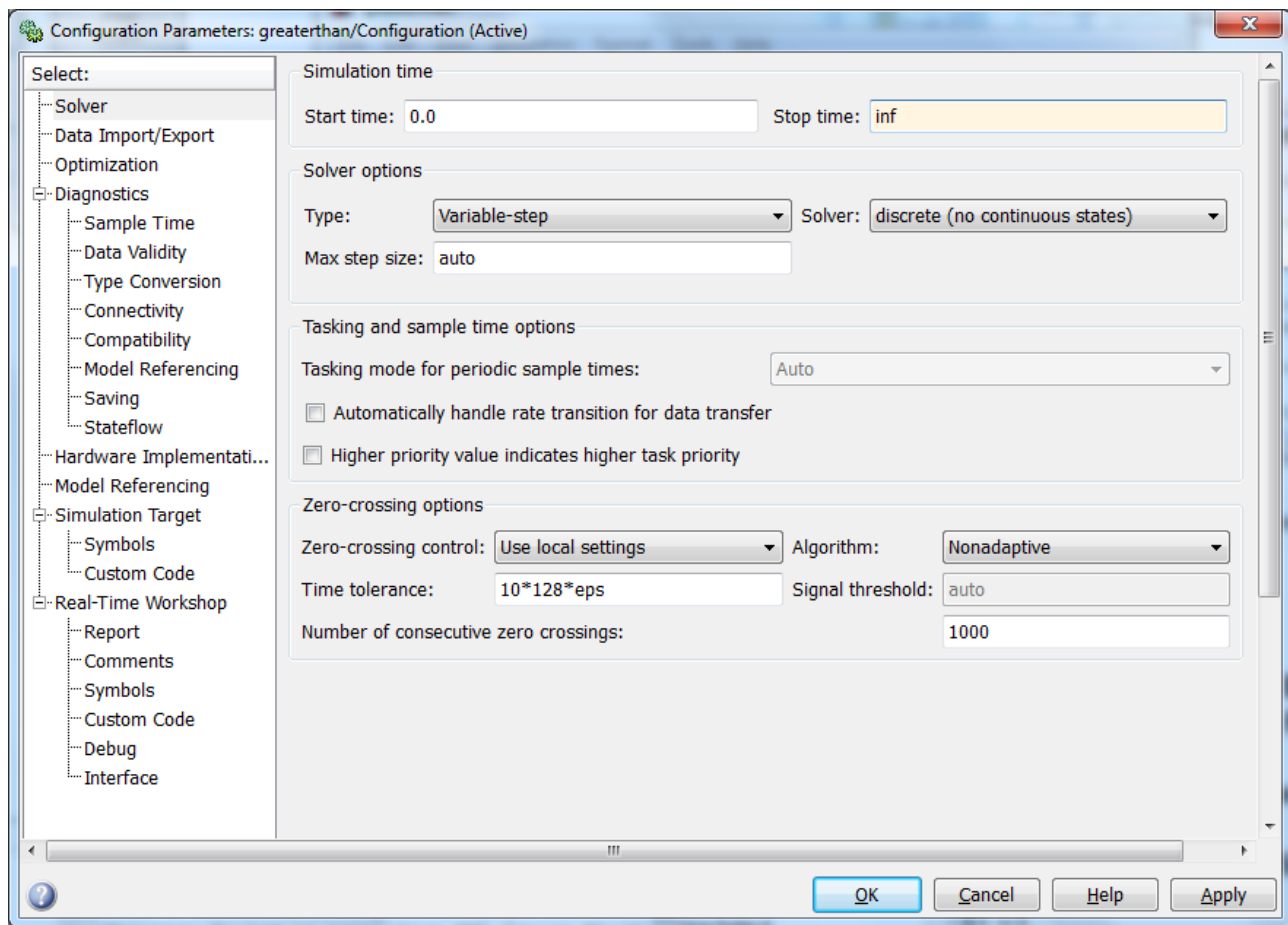 Configuration Parameters: greaterthan/Configuration (Active)
Select:
Solver
Data Import/Export
Optimization
Diagnostics
Sample Time
Data Validity
Type Conversion
Connectivity
Compatibility
Model Referencing
Saving
Stateflow
Hardware Implementati...
Model Referencing
Simulation Target
Symbols
Custom Code
Real-Time Workshop
Report
Comments
Symbols
Custom Code
Debug
Interface
Simulation time
Start time: 0.0 Stop time: inf
Solver options
Type: Variable-step Solver: discrete (no continuous states)
Max step size: auto
Tasking and sample time options
Tasking mode for periodic sample times: Auto
Automatically handle rate transition for data transfer
Higher priority value indicates higher task priority
Zero-crossing options
Zero-crossing control: Use local settings Algorithm: Nonadaptive
Time tolerance: 10*128*eps Signal threshold: auto
Number of consecutive zero crossings: 1000
OK Cancel Help Apply